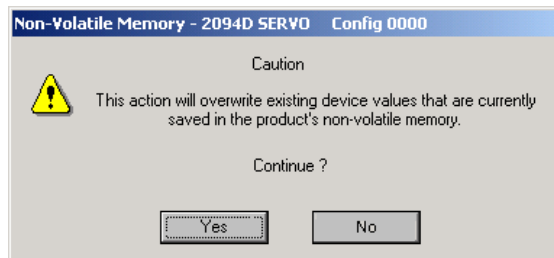 Non-Volatile Memory - 2094D SERVO   Config 0000
Caution
This action will overwrite existing device values that are currently
saved in the product's non-volatile memory.
Continue ?
Yes No